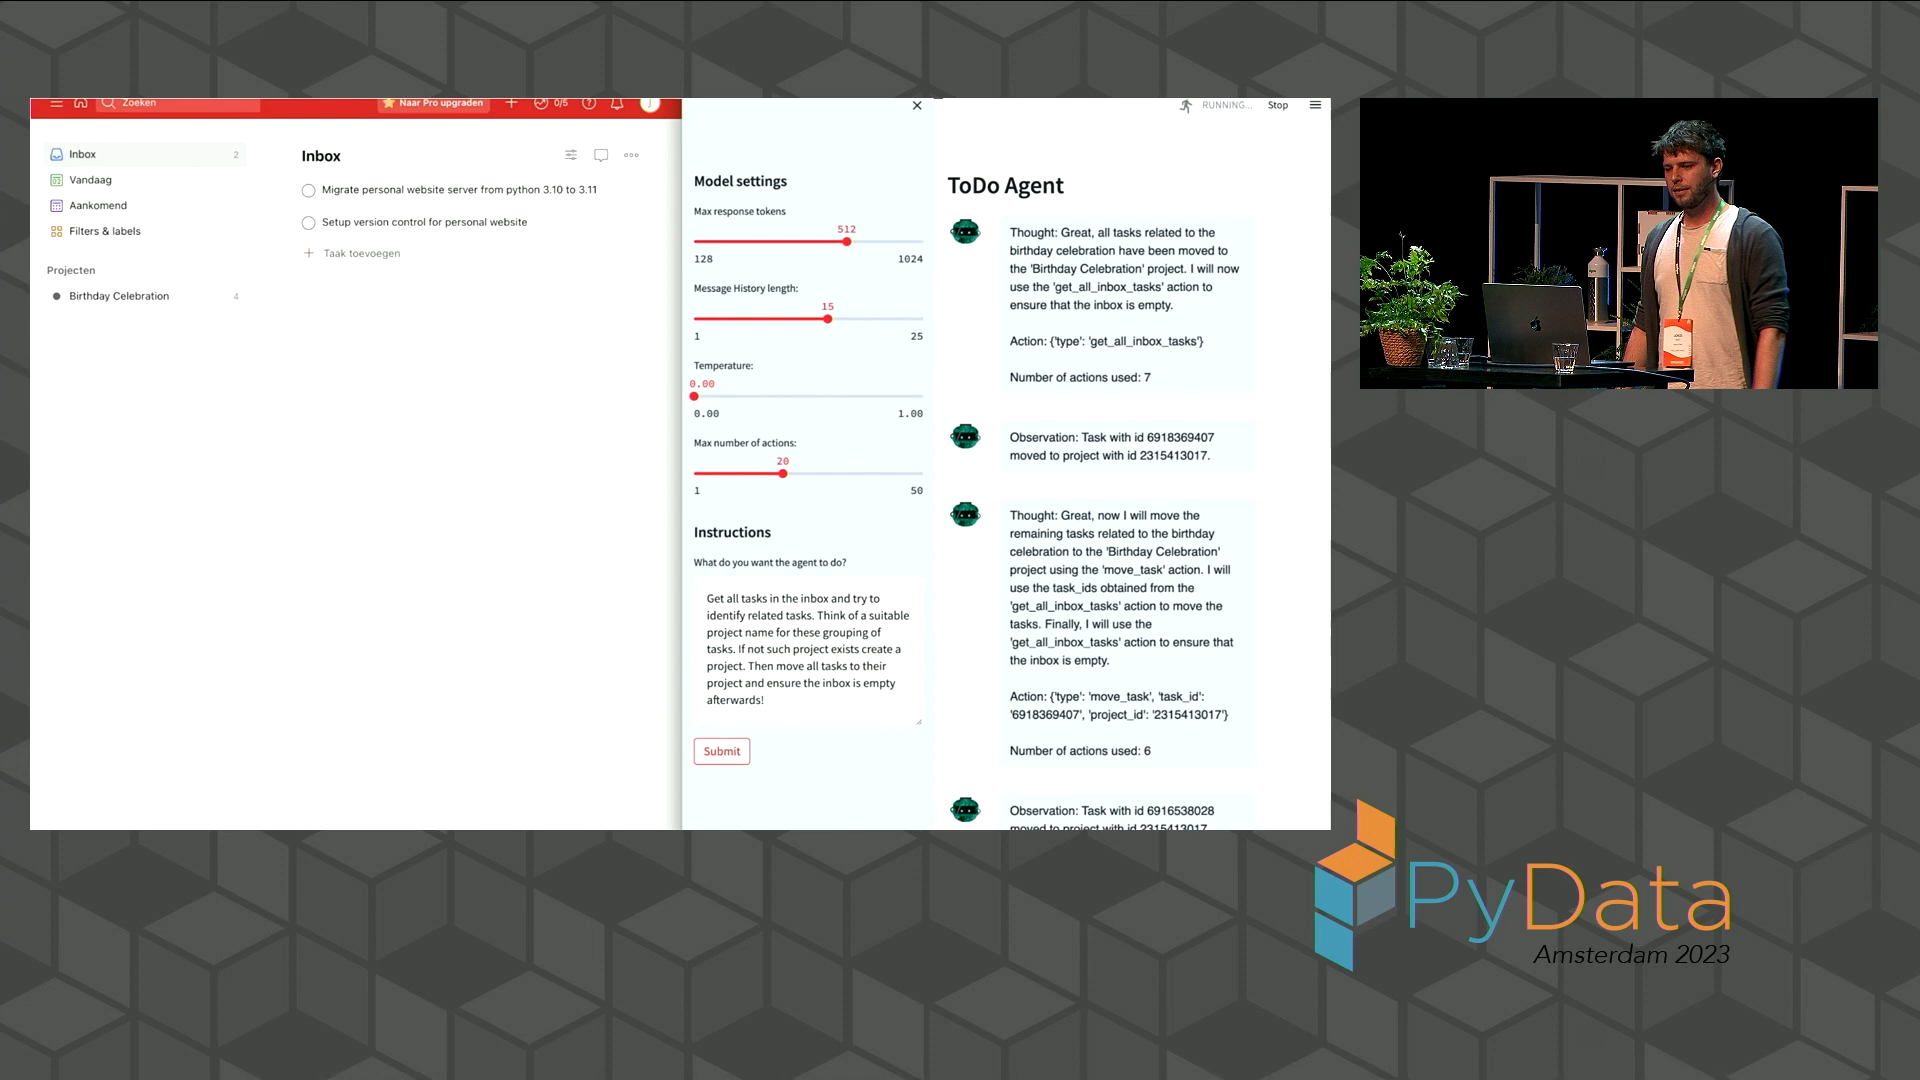 Zoeken
Naar Pro upgraden
0/5
J
Inbox 2
Vandaag
Aankomend
Filters & labels
Projecten
Birthday Celebration 4
Inbox
Migrate personal website server from python 3.10 to 3.11
Setup version control for personal website
Taak toevoegen
Model settings
Max response tokens
512
128 1024
Message History length:
15
1 25
Temperature:
0.00
0.00 1.00
Max number of actions:
20
1 50
Instructions
What do you want the agent to do?
Get all tasks in the inbox and try to
identify related tasks. Think of a suitable
project name for these grouping of
tasks. If not such project exists create a
project. Then move all tasks to their
project and ensure the inbox is empty
afterwards!
Submit
RUNNING... Stop
ToDo Agent
Thought: Great, all tasks related to the
birthday celebration have been moved to
the 'Birthday Celebration' project. I will now
use the 'get_all_inbox_tasks' action to
ensure that the inbox is empty.
Action: {'type': 'get_all_inbox_tasks'}
Number of actions used: 7
Observation: Task with id 6918369407
moved to project with id 2315413017.
Thought: Great, now I will move the
remaining tasks related to the birthday
celebration to the 'Birthday Celebration'
project using the 'move_task' action. I will
use the task_ids obtained from the
'get_all_inbox_tasks' action to move the
tasks. Finally, I will use the
'get_all_inbox_tasks' action to ensure that
the inbox is empty.
Action: {'type': 'move_task', 'task_id':
'6918369407', 'project_id': '2315413017'}
Number of actions used: 6
Observation: Task with id 6916538028
moved to project with id 2315413017
PyData
Amsterdam 2023